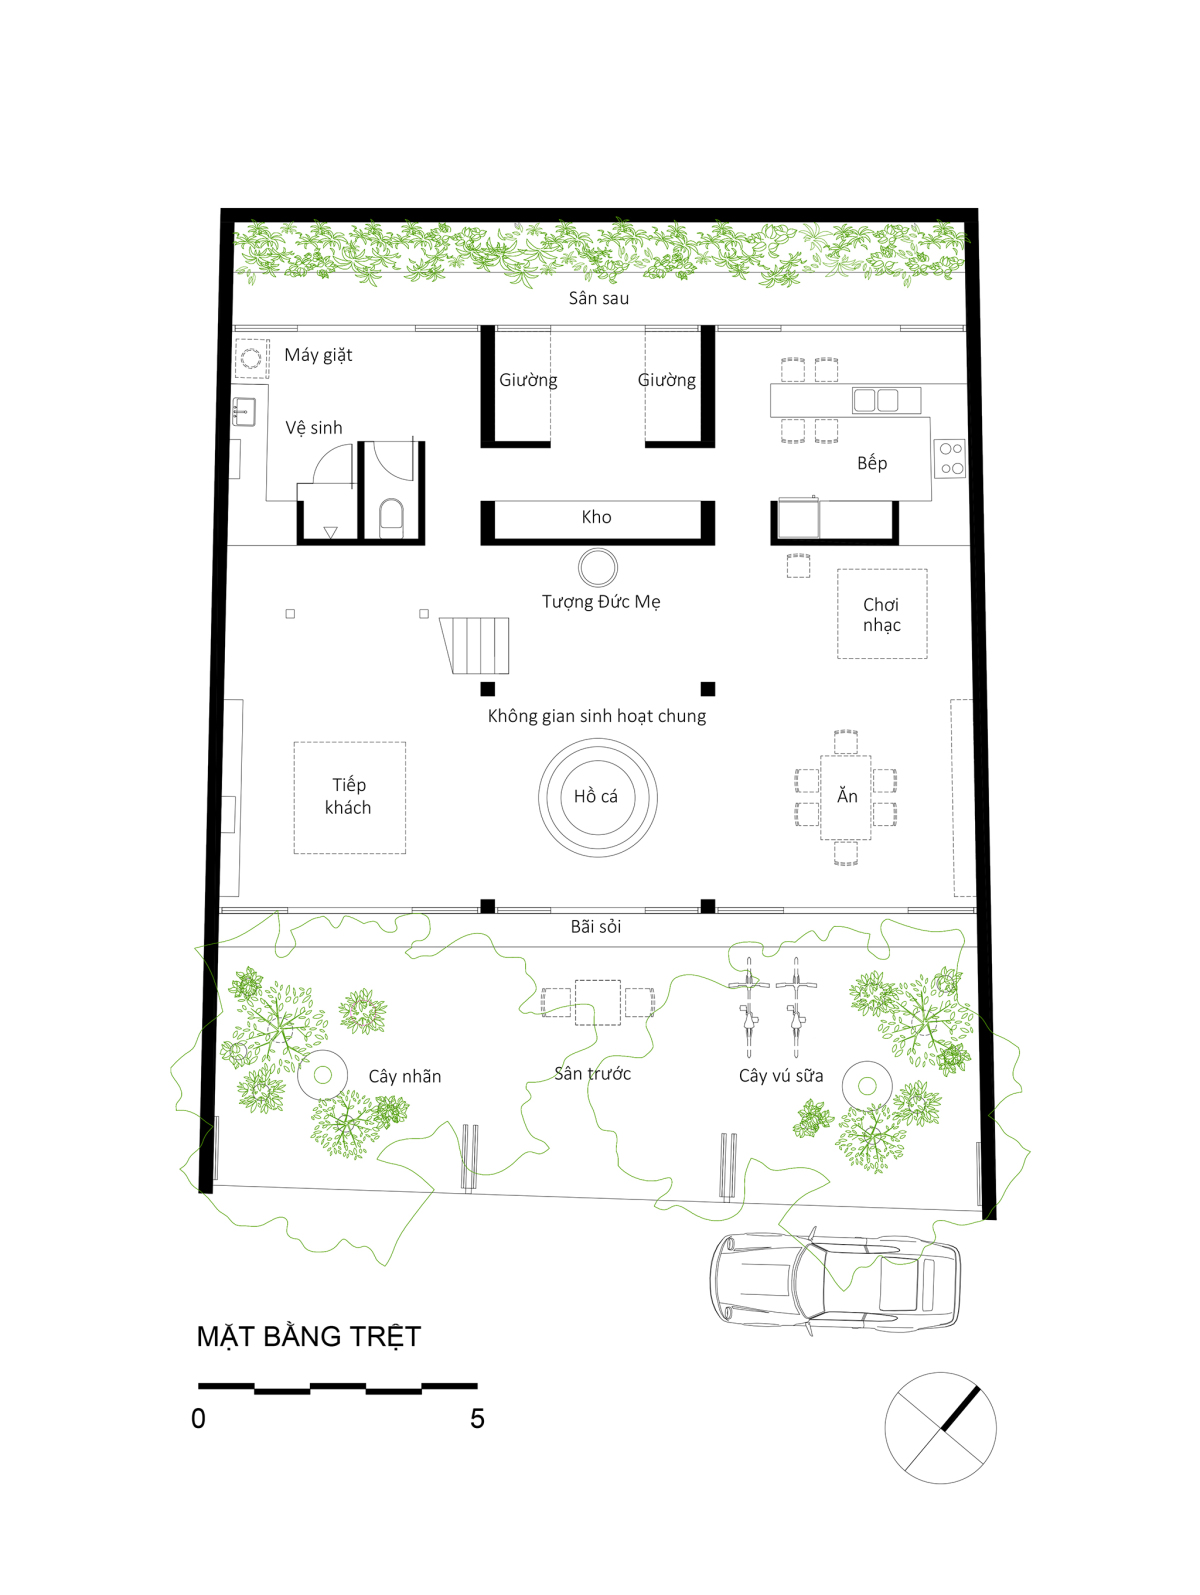 Sân sau
Máy giặt
Giường
Giường
Vệ sinh
Bếp
Kho
Tượng Đức Mẹ
Chơi
nhạc
Không gian sinh hoạt chung
Tiếp
khách
Hồ cá
Ăn
Bãi sỏi
Cây nhãn
Sân trước
Cây vú sữa
MẶT BẰNG TRỆT
0
5